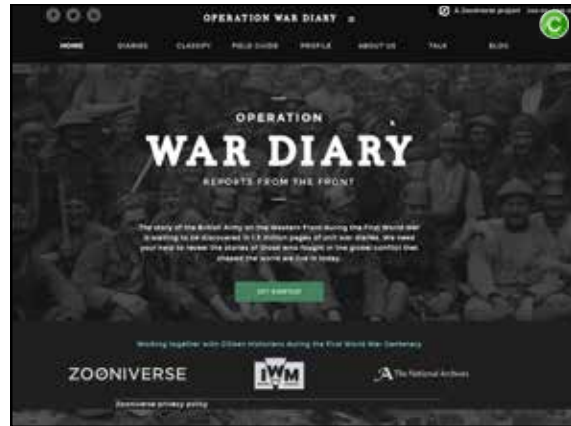 OPERATION WAR DIARY
A Zooniverse project
HOME DIARIES CLASSIFY FIELD GUIDE PROFILE ABOUT US TALK BLOG
C
OPERATION
WAR DIARY
REPORTS FROM THE FRONT
The story of the British Army on the Western Front during the First World War
is waiting to be discovered in 1.5 million pages of unit war diaries. We need
your help to reveal the stories of those who fought in the global conflict that
shaped the world we live in today.
GET STARTED
Working together with Citizen Historians during the First World War Centenary
ZOONIVERSE
IWM
The National Archives
Zooniverse privacy policy